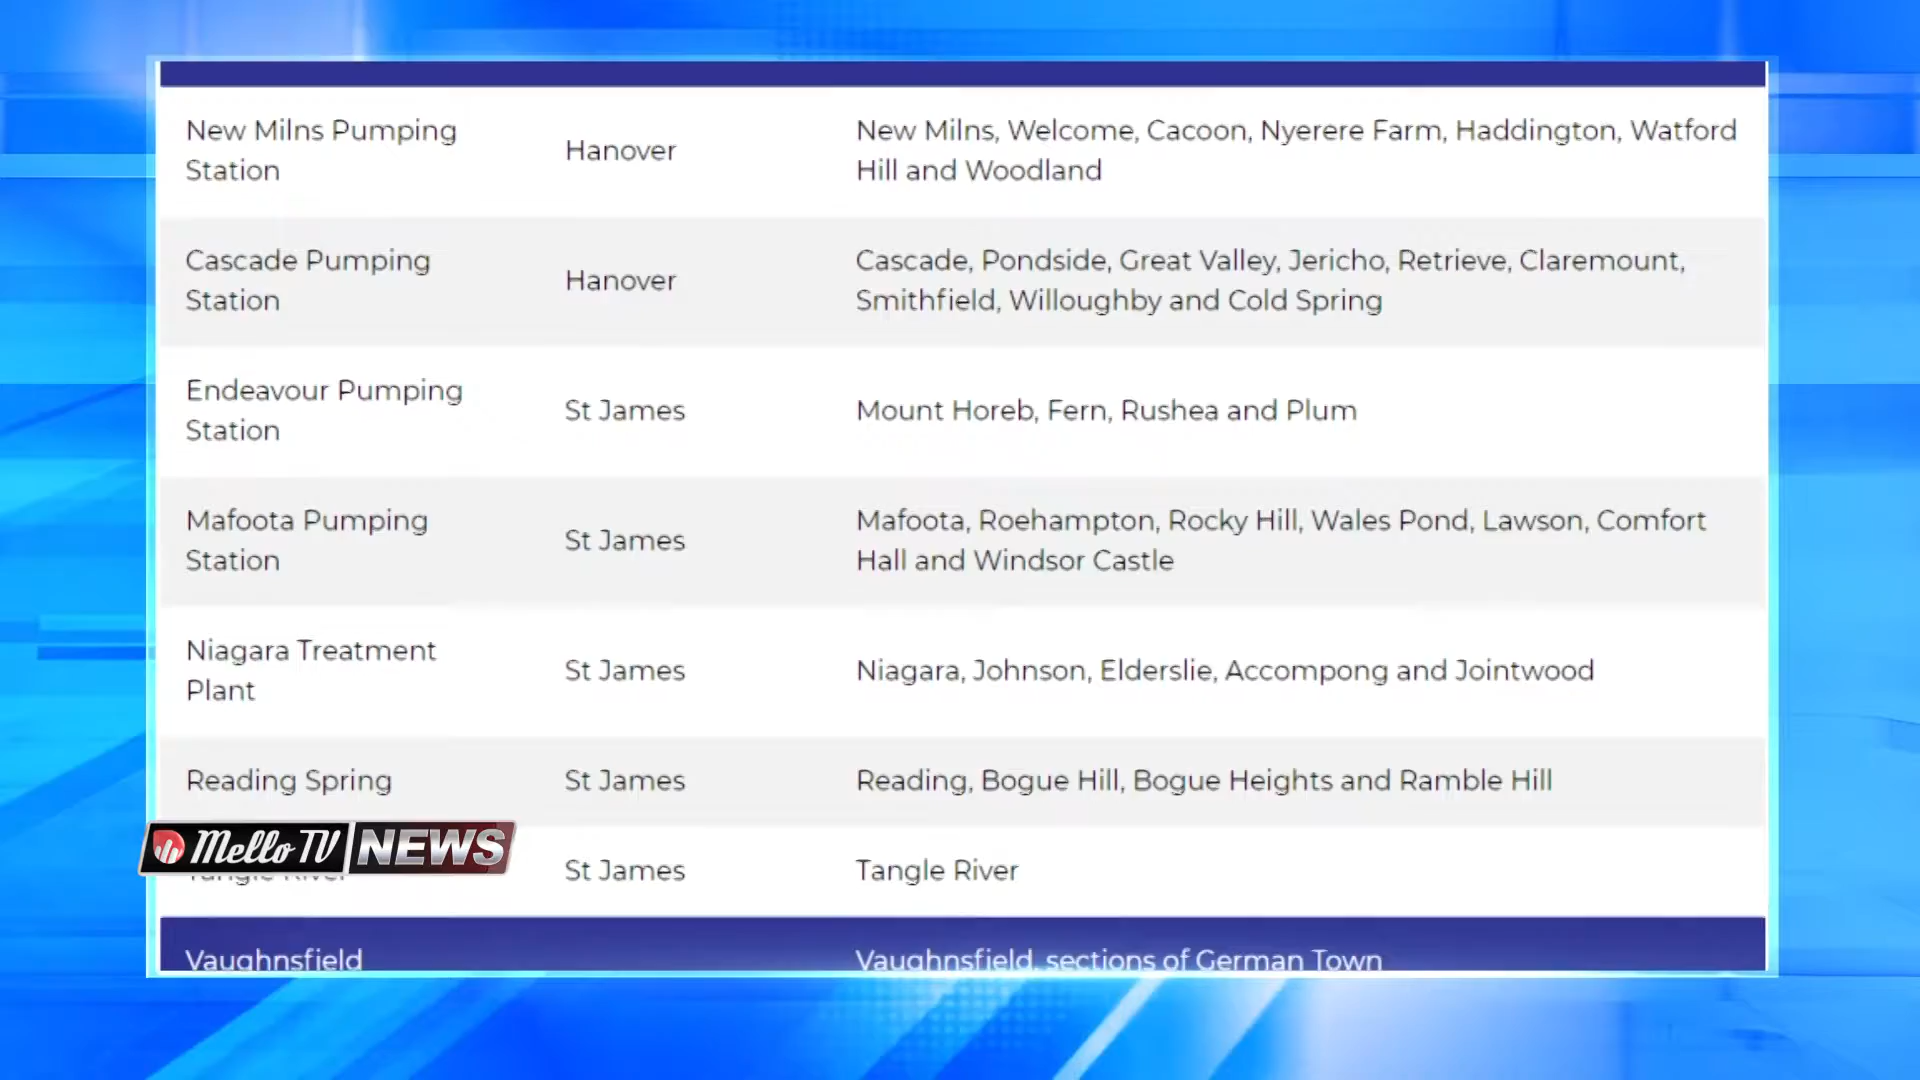 New Milns Pumping
Station
Hanover
New Milns, Welcome, Cacoon, Nyerere Farm, Haddington, Watford
Hill and Woodland
Cascade Pumping
Station
Hanover
Cascade, Pondside, Great Valley, Jericho, Retrieve, Claremount,
Smithfield, Willoughby and Cold Spring
Endeavour Pumping
Station
St James
Mount Horeb, Fern, Rushea and Plum
Mafoota Pumping
Station
St James
Mafoota, Roehampton, Rocky Hill, Wales Pond, Lawson, Comfort
Hall and Windsor Castle
Niagara Treatment
Plant
St James
Niagara, Johnson, Elderslie, Accompong and Jointwood
Reading Spring
St James
Reading, Bogue Hill, Bogue Heights and Ramble Hill
Mello TV NEWS
St James
Tangle River
Vaughnsfield
Vaughnsfield, sections of German Town